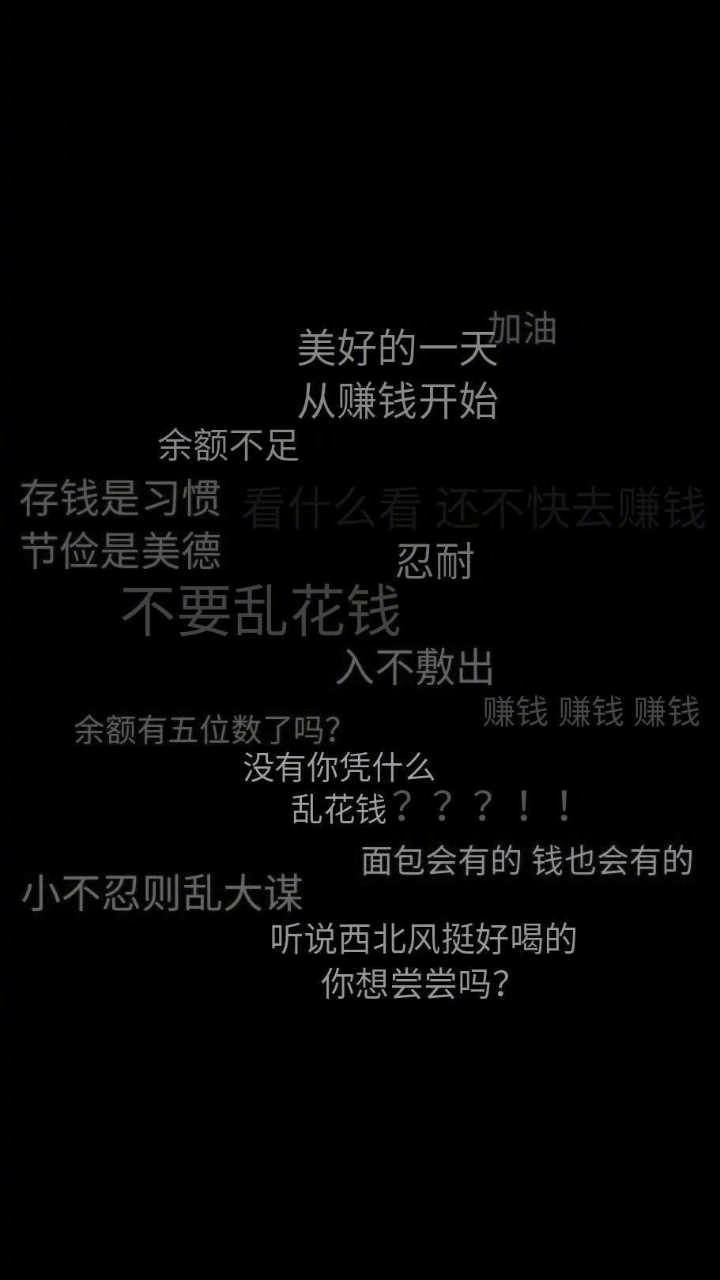 加油
美好的一天
从赚钱开始
余额不足
存钱是习惯
看什么看 还不快去赚钱
节俭是美德
忍耐
不要乱花钱
入不敷出
赚钱 赚钱 赚钱
余额有五位数了吗?
没有你凭什么
乱花钱？？？！！
面包会有的 钱也会有的
小不忍则乱大谋
听说西北风挺好喝的
你想尝尝吗?